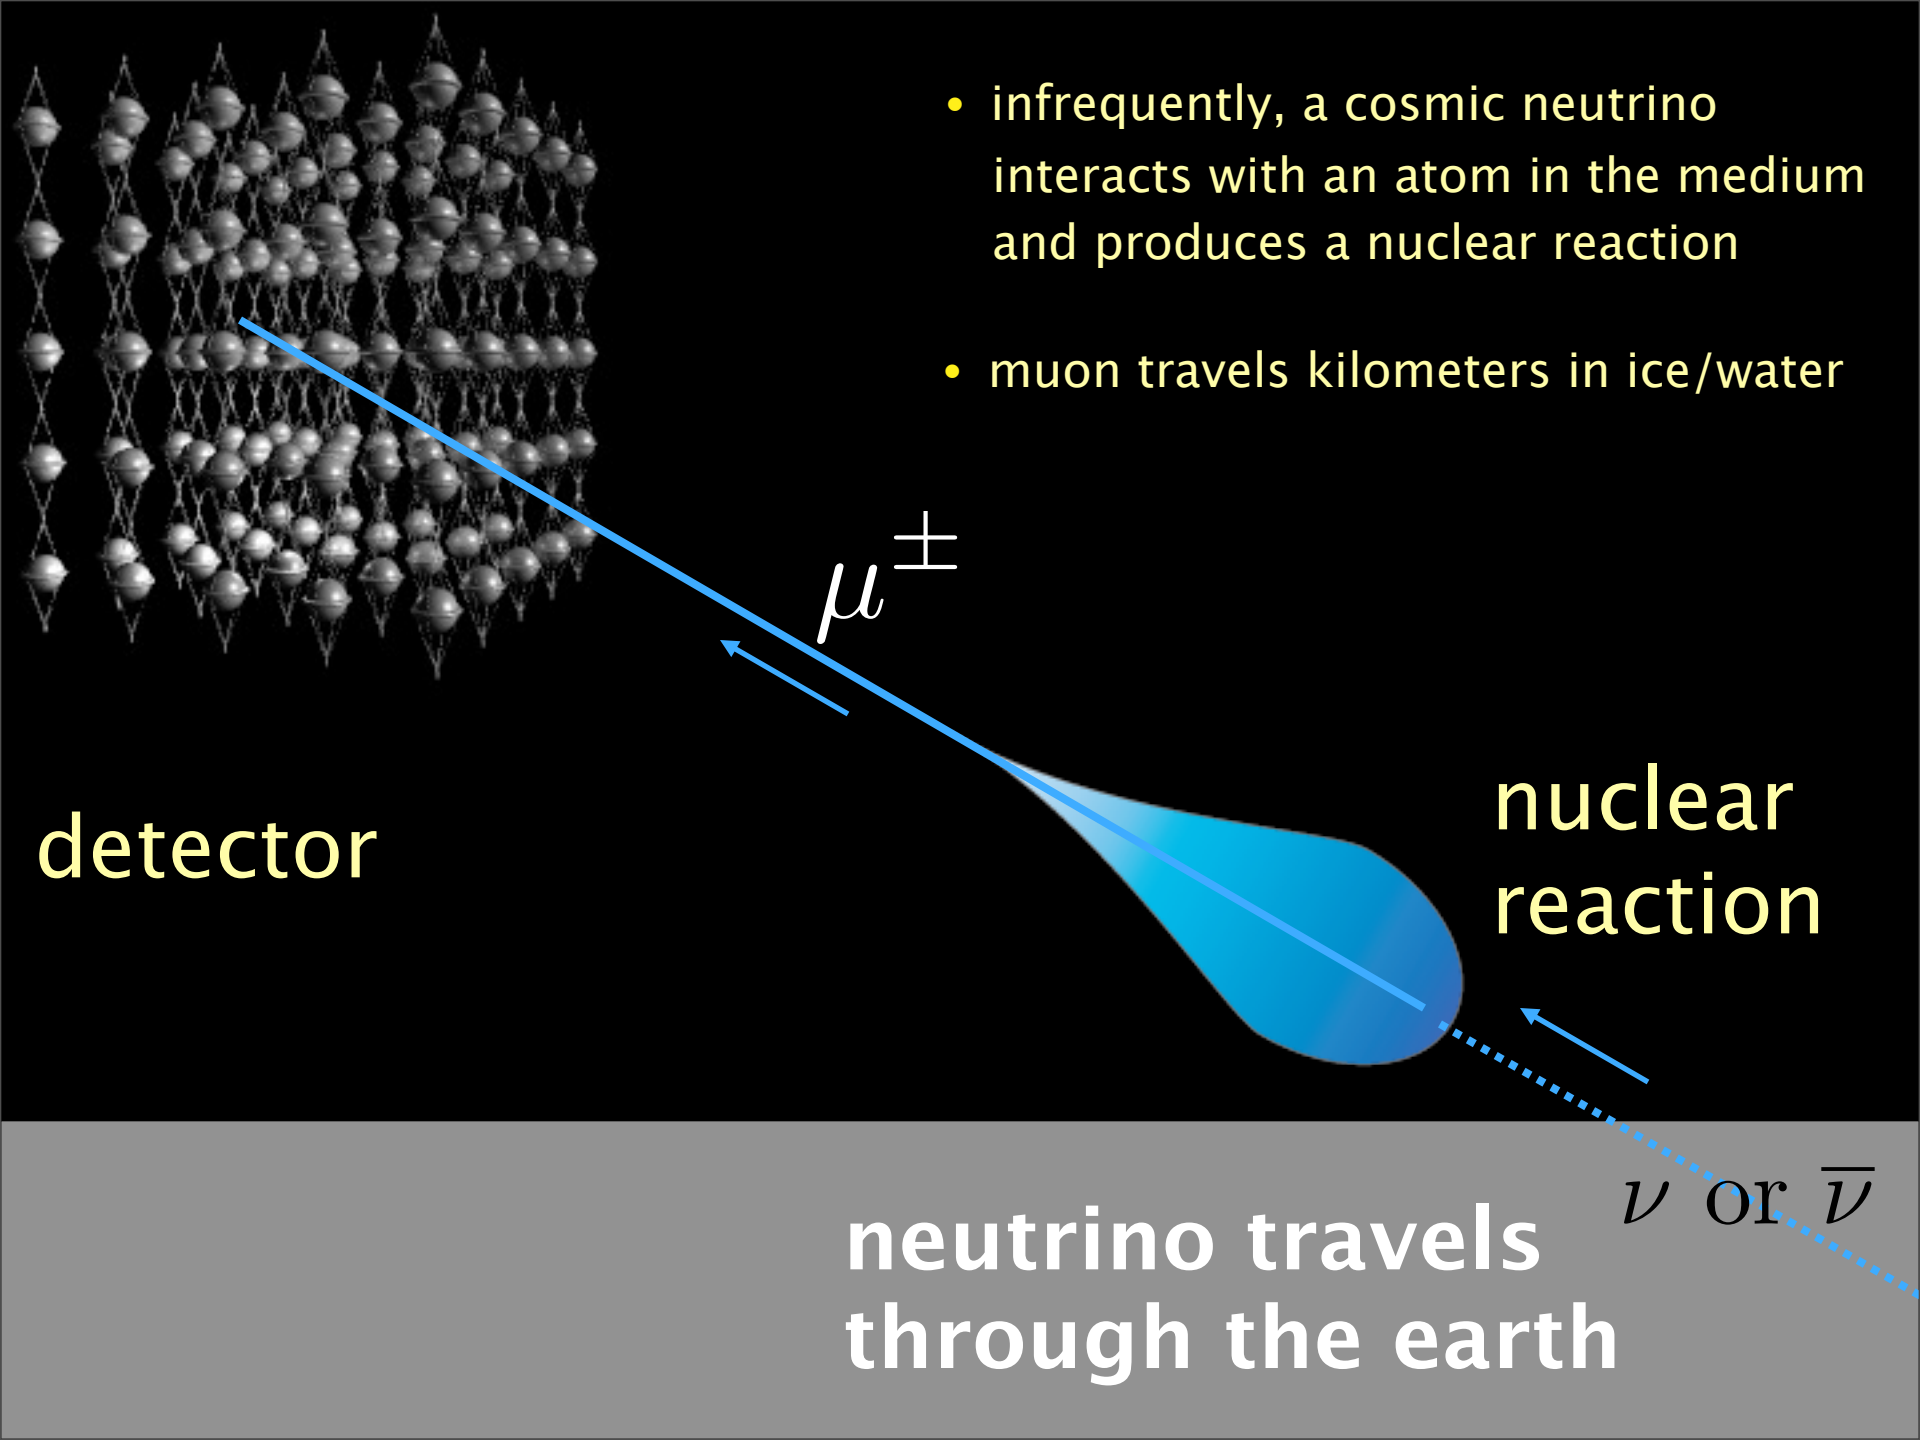 • infrequently, a cosmic neutrino
interacts with an atom in the medium
and produces a nuclear reaction
• muon travels kilometers in ice/water
μ±
detector
nuclear
reaction
ν or ν̅
neutrino travels
through the earth